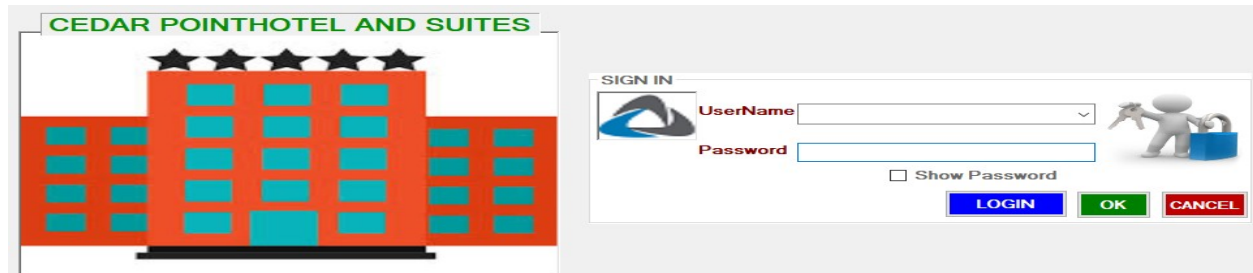 CEDAR POINTHOTEL AND SUITES
SIGN IN
UserName
Password
Show Password
LOGIN OK CANCEL